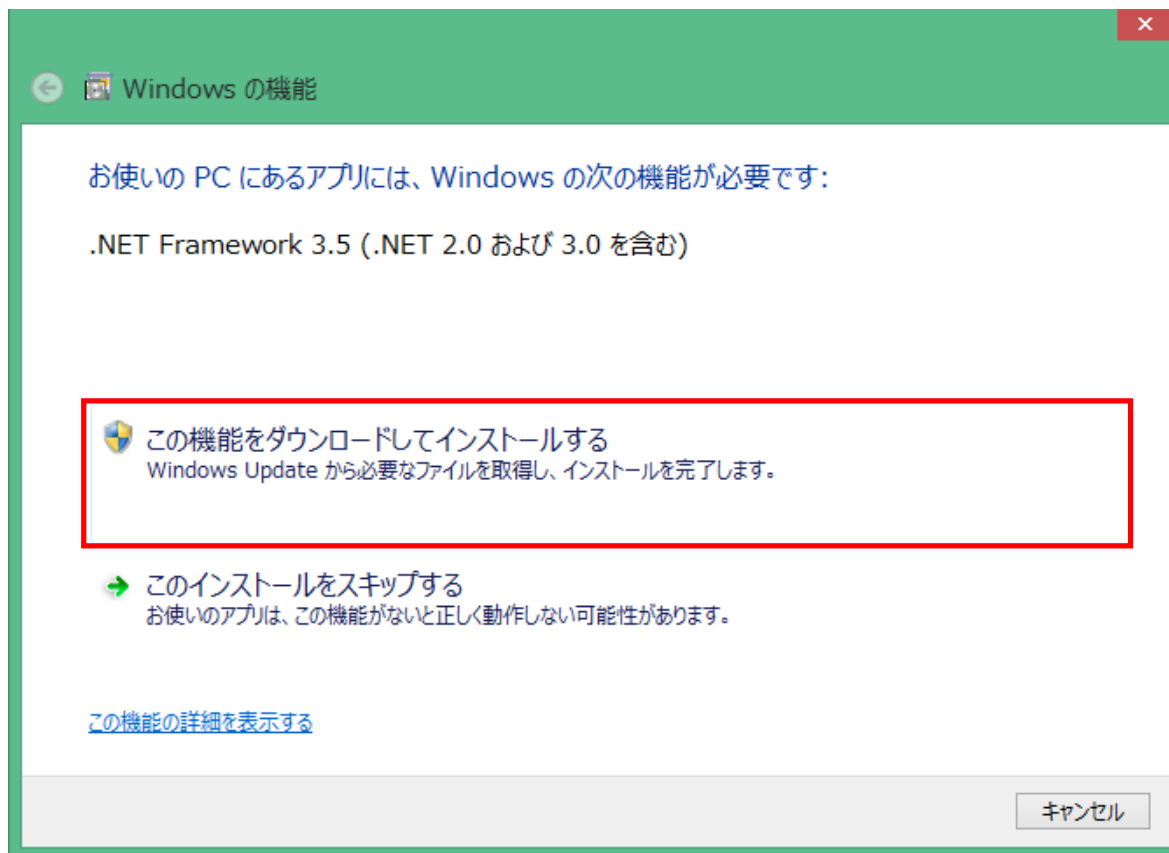 Windows の機能
お使いの PC にあるアプリには、Windows の次の機能が必要です:
.NET Framework 3.5 (.NET 2.0 および 3.0 を含む)
この機能をダウンロードしてインストールする
Windows Update から必要なファイルを取得し、インストールを完了します。
このインストールをスキップする
お使いのアプリは、この機能がないと正しく動作しない可能性があります。
この機能の詳細を表示する
キャンセル